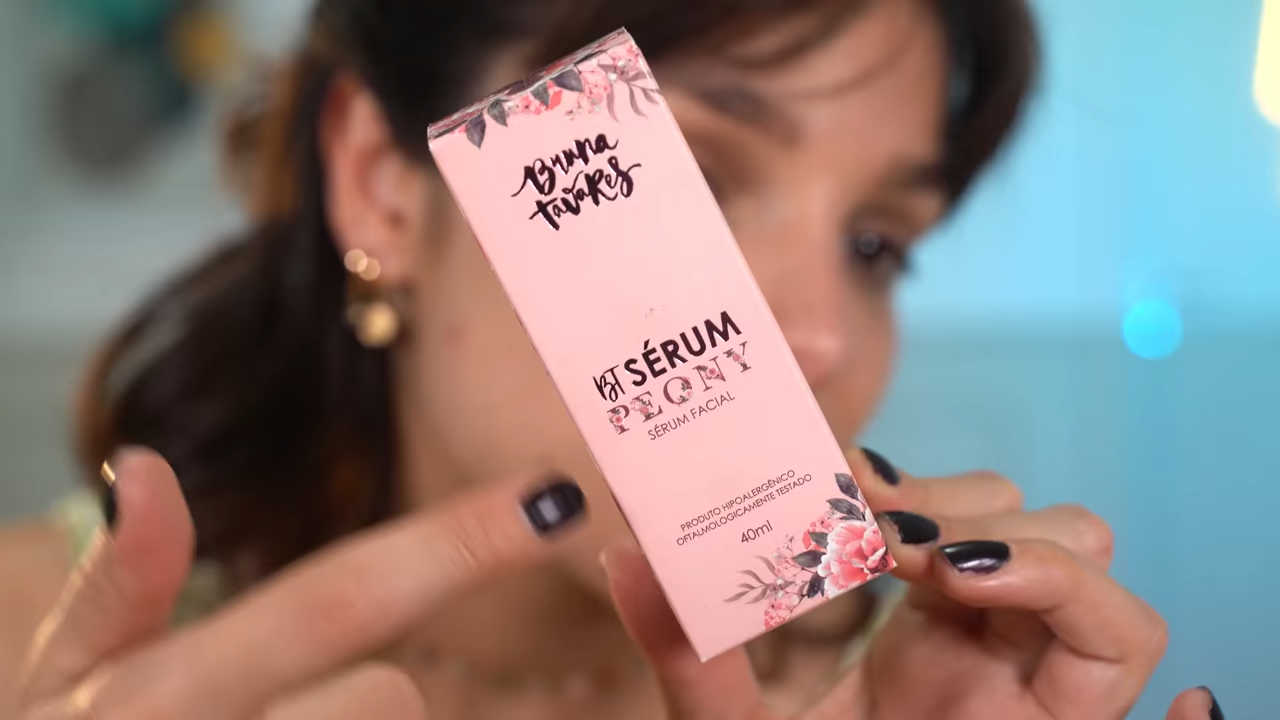 Bruna
tavares
BT SÉRUM
PEONY
SÉRUM FACIAL
PRODUTO HIPOALERGÊNICO
OFTALMOLOGICAMENTE TESTADO
40ml